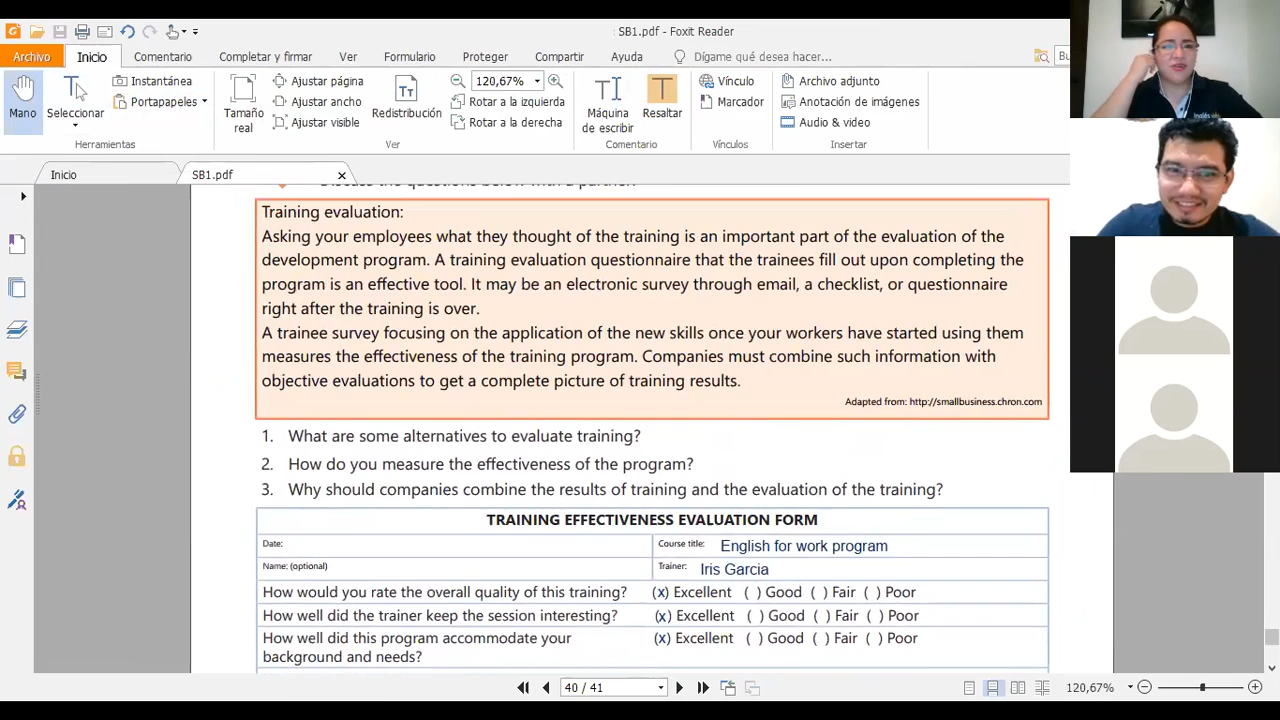 SB1.pdf - Foxit Reader
Archivo Inicio Comentario Completar y firmar Ver Formulario Proteger Compartir Ayuda Dígame qué desea hacer...
Mano
Seleccionar
Instantánea
Portapapeles
Herramientas
Tamaño real
Ajustar página
Ajustar ancho
Ajustar visible
Redistribución
120,67%
Rotar a la izquierda
Rotar a la derecha
Ver
Máquina de escribir
Resaltar
Comentario
Vínculo
Marcador
Vínculos
Archivo adjunto
Anotación de imágenes
Audio & video
Insertar
Inicio
SB1.pdf
Discuss the questions below with a partner.
Training evaluation:
Asking your employees what they thought of the training is an important part of the evaluation of the
development program. A training evaluation questionnaire that the trainees fill out upon completing the
program is an effective tool. It may be an electronic survey through email, a checklist, or questionnaire
right after the training is over.
A trainee survey focusing on the application of the new skills once your workers have started using them
measures the effectiveness of the training program. Companies must combine such information with
objective evaluations to get a complete picture of training results.
Adapted from: http://smallbusiness.chron.com
1. What are some alternatives to evaluate training?
2. How do you measure the effectiveness of the program?
3. Why should companies combine the results of training and the evaluation of the training?
TRAINING EFFECTIVENESS EVALUATION FORM
Date: Course title: English for work program
Name: (optional) Trainer: Iris Garcia
How would you rate the overall quality of this training? (x) Excellent ( ) Good ( ) Fair ( ) Poor
How well did the trainer keep the session interesting? (x) Excellent ( ) Good ( ) Fair ( ) Poor
How well did this program accommodate your (x) Excellent ( ) Good ( ) Fair ( ) Poor
background and needs?
40 / 41
120,67%